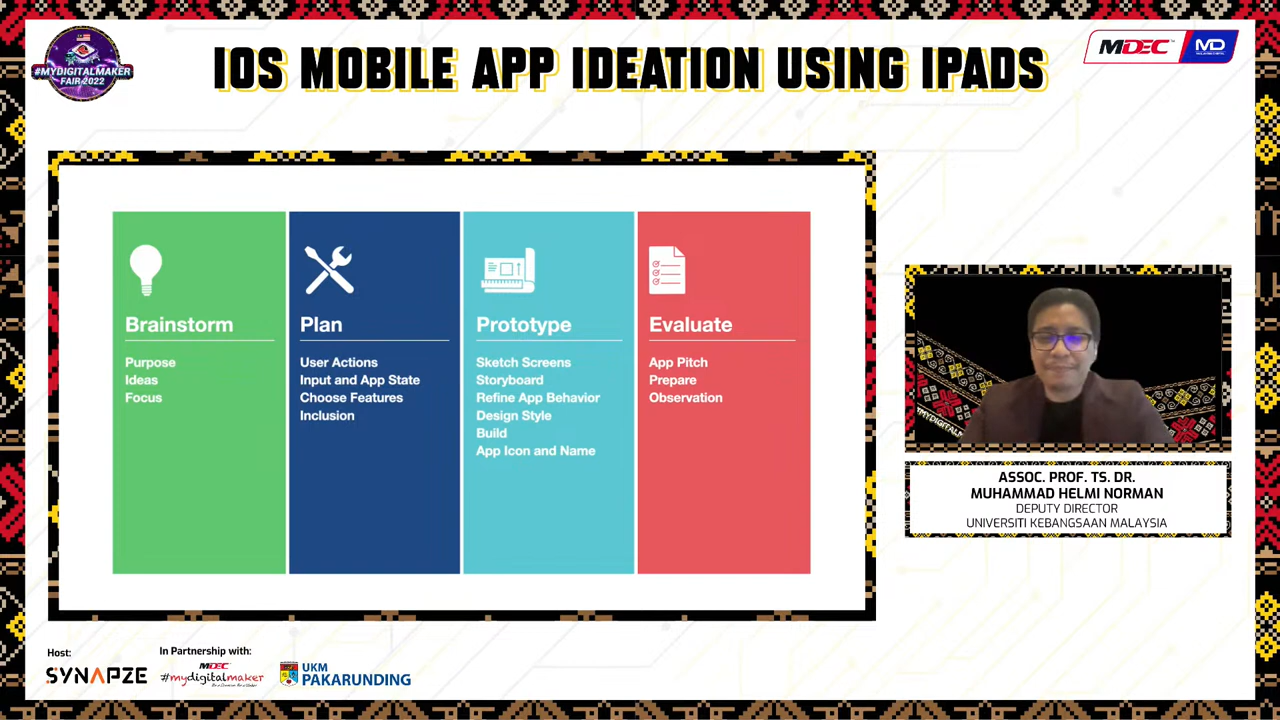 #MYDIGITALMAKER
FAIR 2022
IOS MOBILE APP IDEATION USING IPADS
MDEC
MD
Brainstorm
Purpose
Ideas
Focus
Plan
User Actions
Input and App State
Choose Features
Inclusion
Prototype
Sketch Screens
Storyboard
Refine App Behavior
Design Style
Build
App Icon and Name
Evaluate
App Pitch
Prepare
Observation
#MYDIGITALM
ASSOC. PROF. TS. DR.
MUHAMMAD HELMI NORMAN
DEPUTY DIRECTOR
UNIVERSITI KEBANGSAAN MALAYSIA
Host:
SYNAPZE
In Partnership with:
MDEC
#mydigitalmaker
UKM
PAKARUNDING